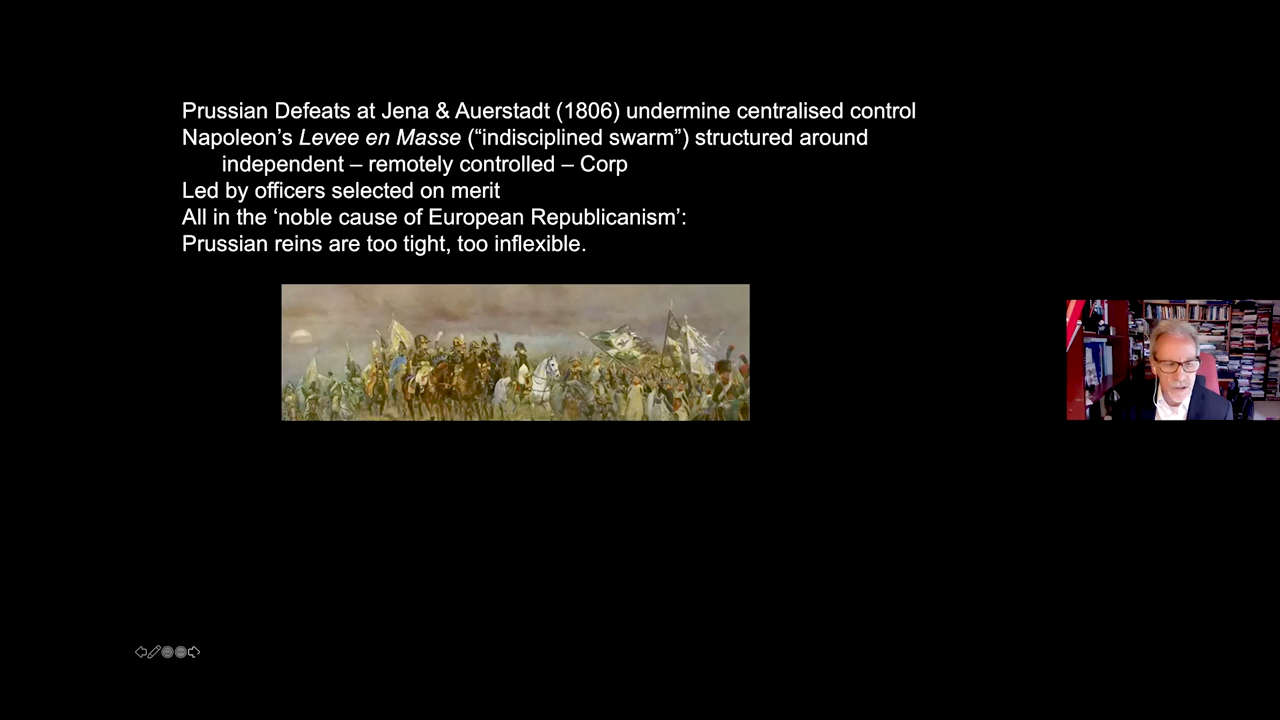 Prussian Defeats at Jena & Auerstadt (1806) undermine centralised control
Napoleon’s Levee en Masse (“indisciplined swarm”) structured around
independent – remotely controlled – Corp
Led by officers selected on merit
All in the ‘noble cause of European Republicanism’:
Prussian reins are too tight, too inflexible.